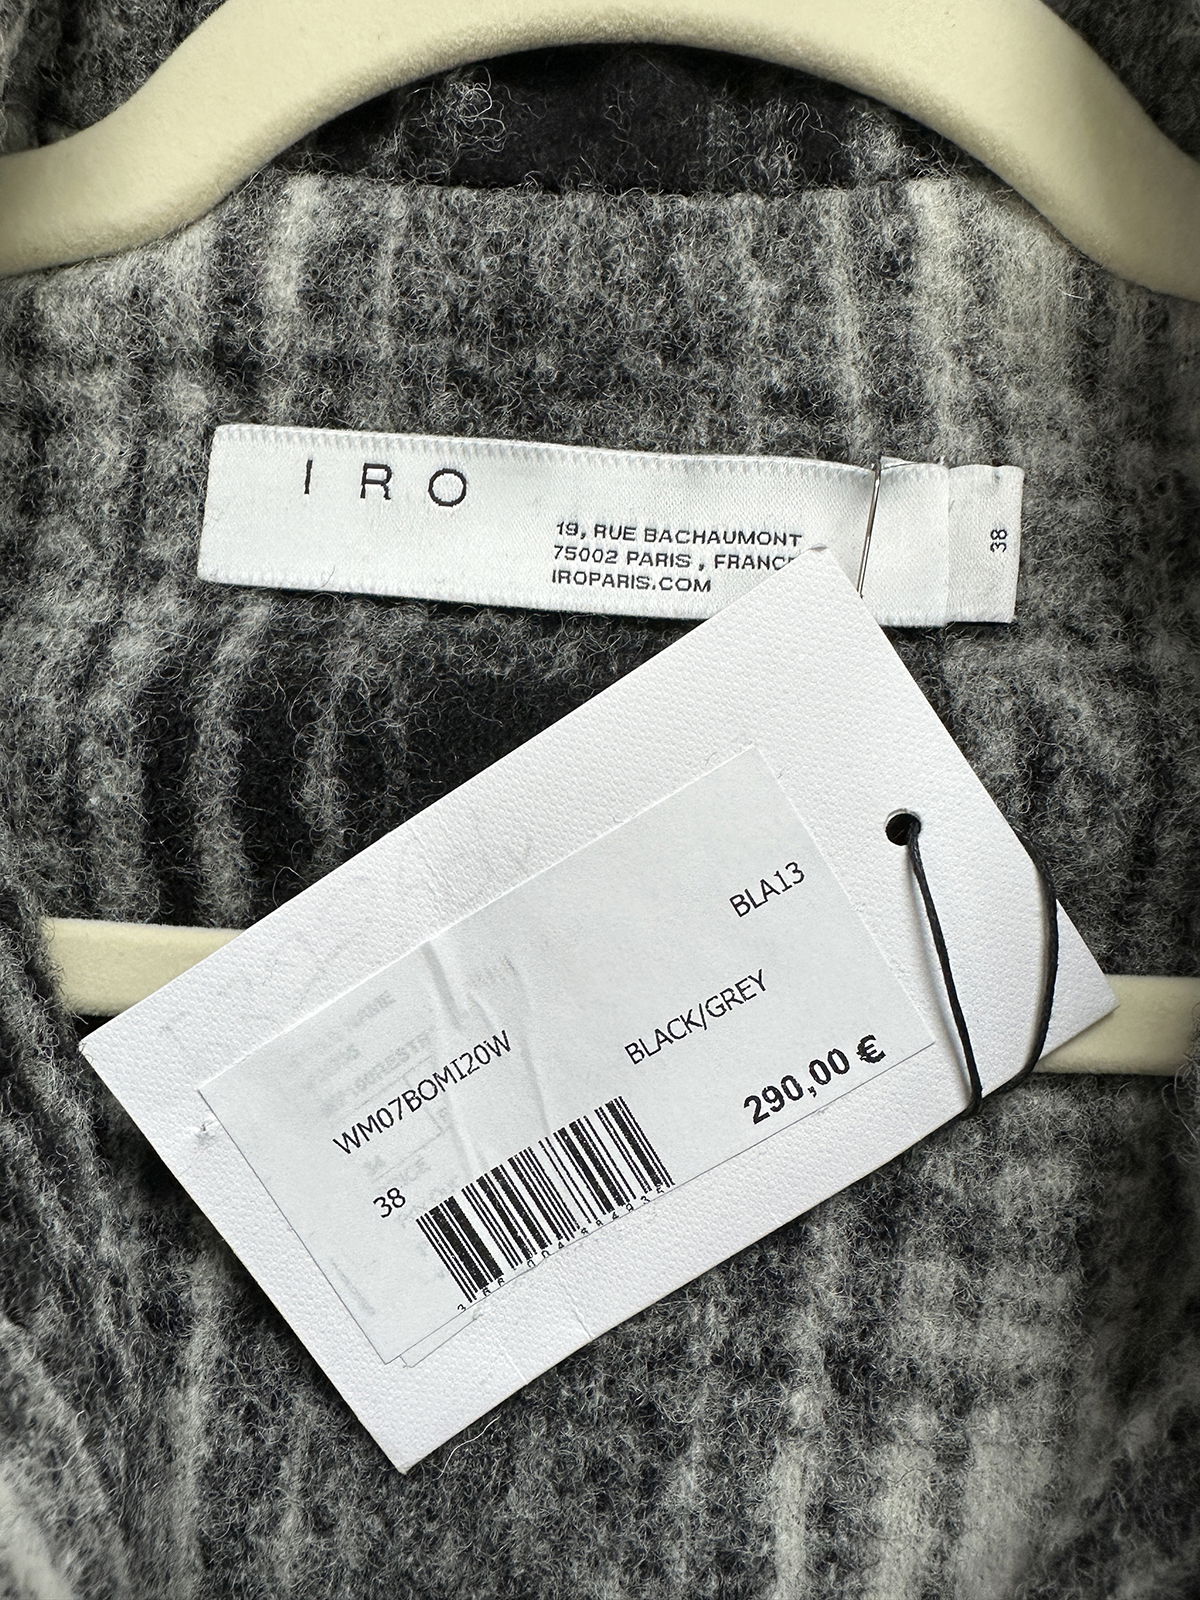 I R O
19, RUE BACHAUMONT
75002 PARIS , FRANCE
IROPARIS.COM
38
BLA13
WM07BOMI20W
BLACK/GREY
38
290,00 €